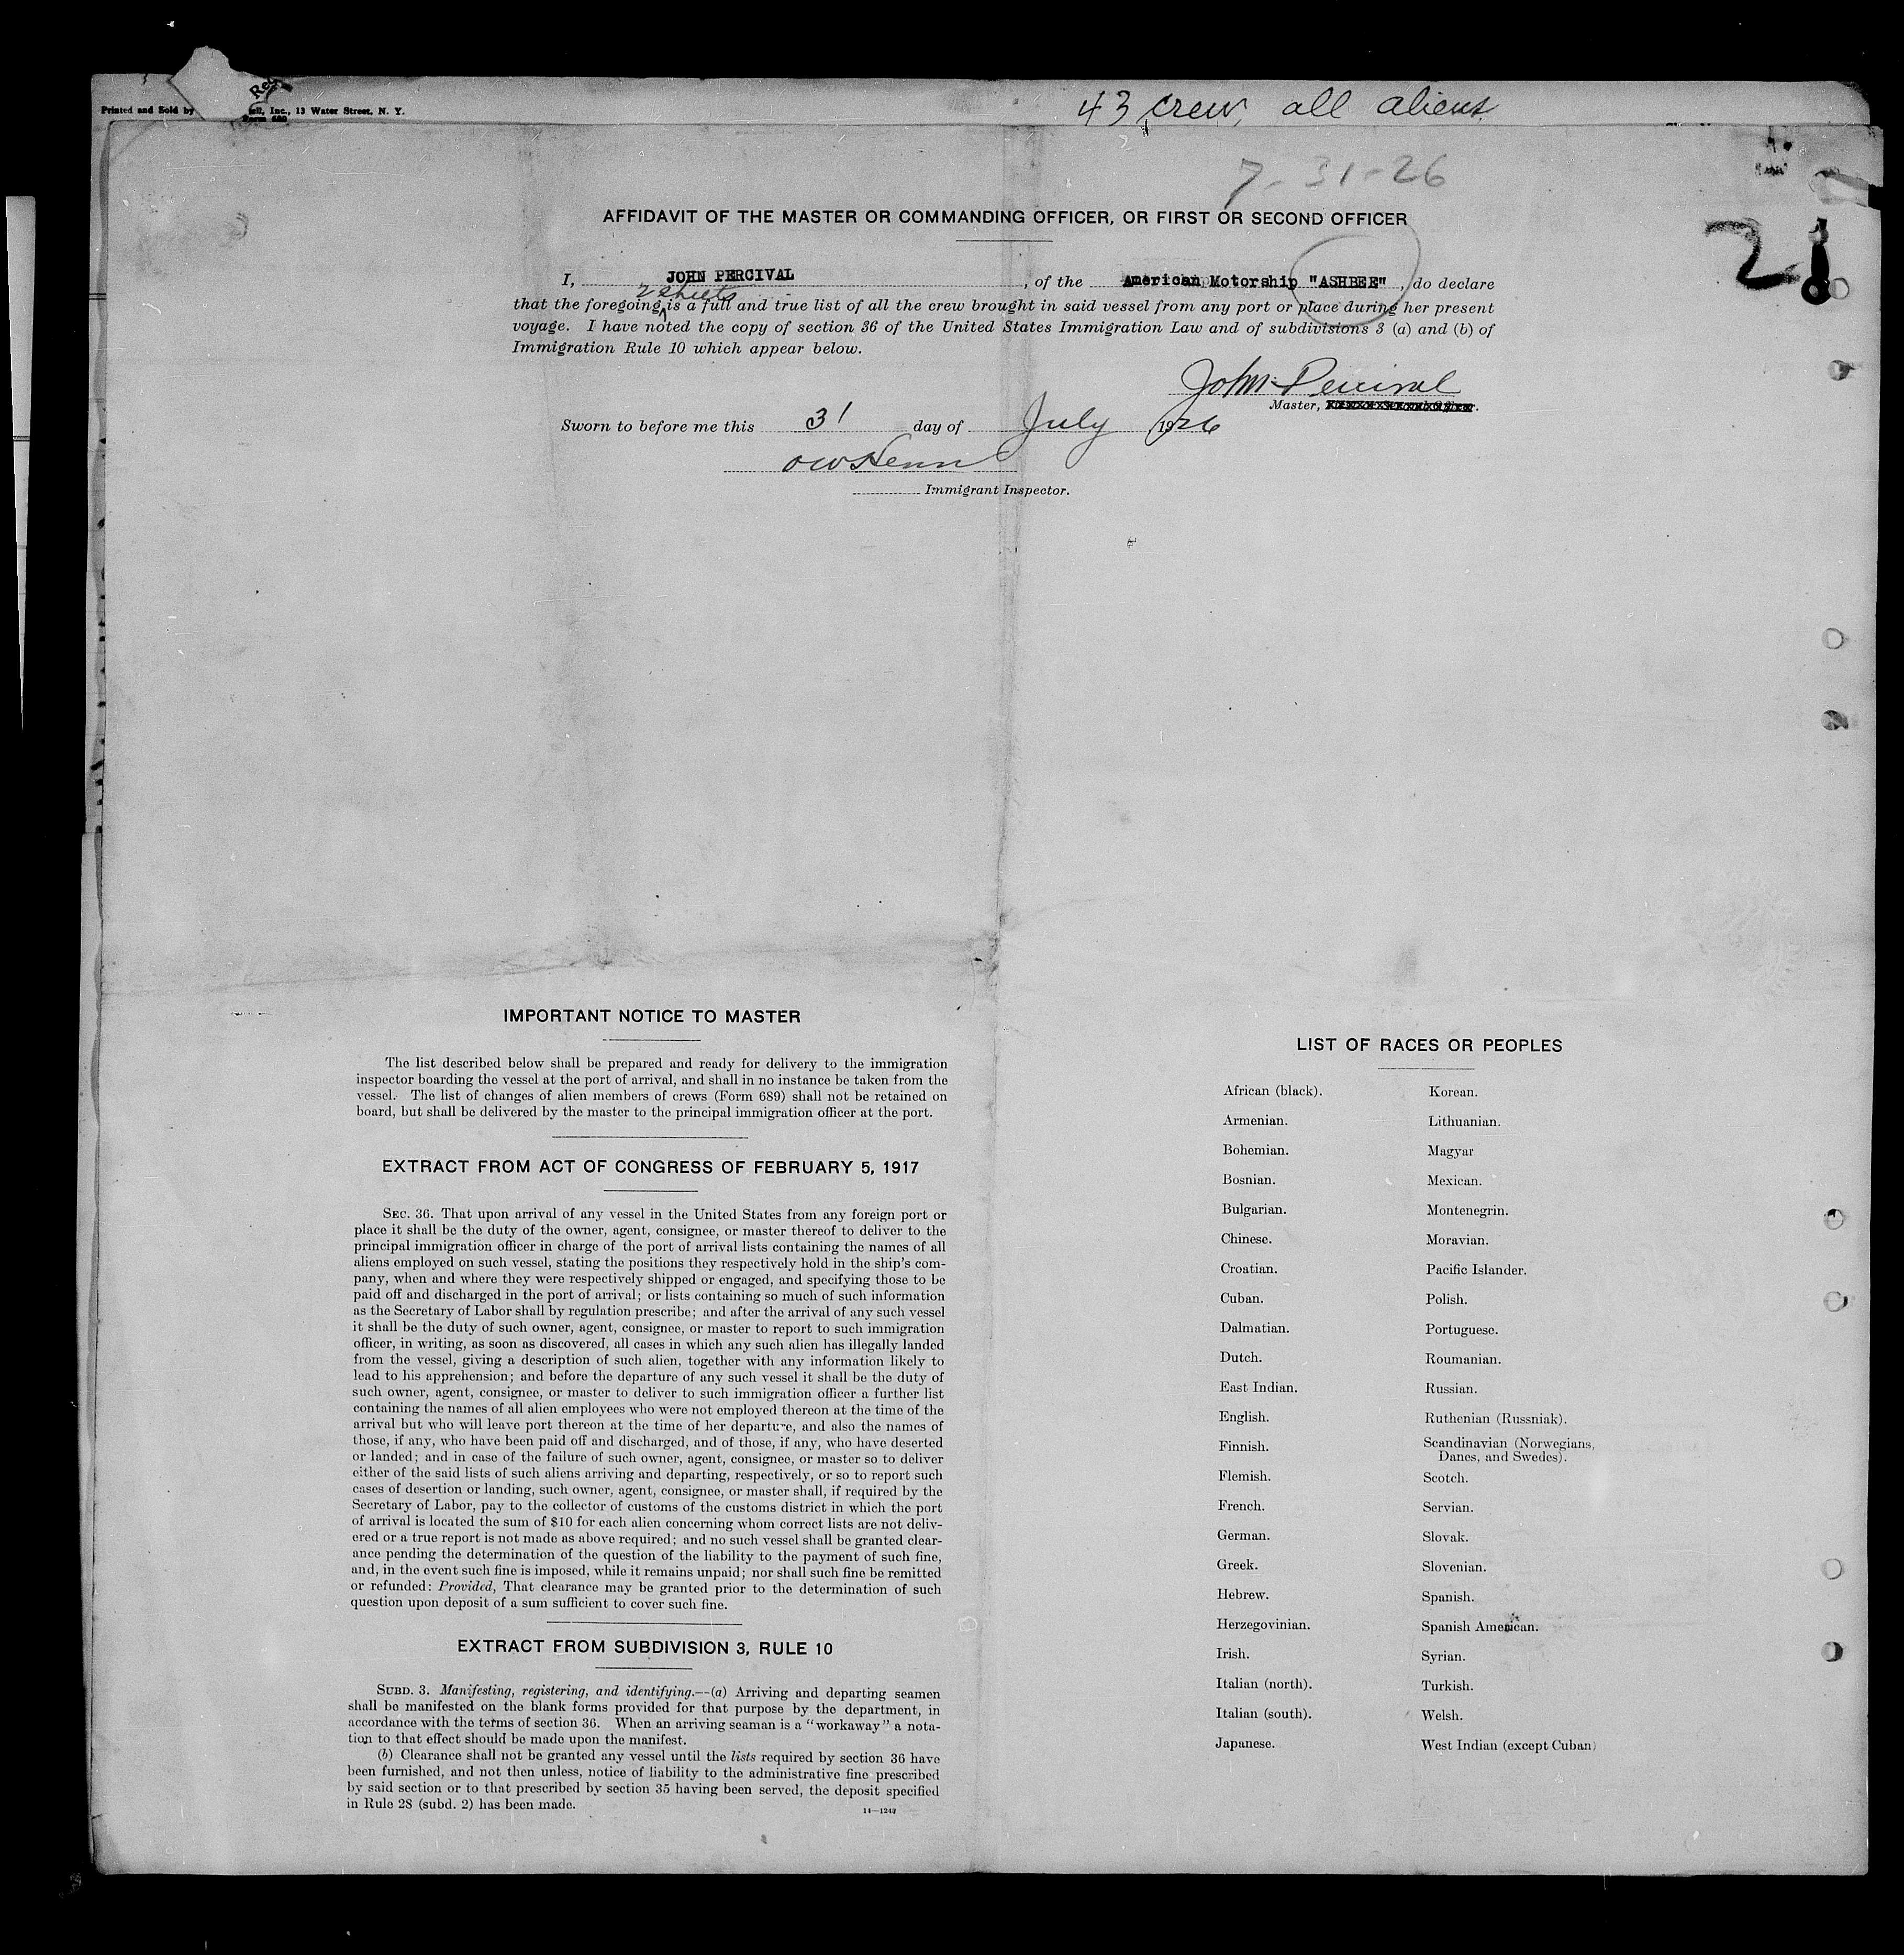 Printed and Sold by ell, Inc., 13 Water Street, N. Y.
43 crew, all aliens
7-31-26
2
AFFIDAVIT OF THE MASTER OR COMMANDING OFFICER, OR FIRST OR SECOND OFFICER
I, JOHN PERCIVAL, of the American Motorship "ASHBEE", do declare
2 sheets
that the foregoing is a full and true list of all the crew brought in said vessel from any port or place during her present
voyage. I have noted the copy of section 36 of the United States Immigration Law and of subdivisions 3 (a) and (b) of
Immigration Rule 10 which appear below.
John Percival
Master,
Sworn to before me this 31 day of July 1926
Immigrant Inspector.
IMPORTANT NOTICE TO MASTER
The list described below shall be prepared and ready for delivery to the immigration
inspector boarding the vessel at the port of arrival, and shall in no instance be taken from the
vessel. The list of changes of alien members of crews (Form 689) shall not be retained on
board, but shall be delivered by the master to the principal immigration officer at the port.
EXTRACT FROM ACT OF CONGRESS OF FEBRUARY 5, 1917
SEC. 36. That upon arrival of any vessel in the United States from any foreign port or
place it shall be the duty of the owner, agent, consignee, or master thereof to deliver to the
principal immigration officer in charge of the port of arrival lists containing the names of all
aliens employed on such vessel, stating the positions they respectively hold in the ship's com-
pany, when and where they were respectively shipped or engaged, and specifying those to be
paid off and discharged in the port of arrival; or lists containing so much of such information
as the Secretary of Labor shall by regulation prescribe; and after the arrival of any such vessel
it shall be the duty of such owner, agent, consignee, or master to report to such immigration
officer, in writing, as soon as discovered, all cases in which any such alien has illegally landed
from the vessel, giving a description of such alien, together with any information likely to
lead to his apprehension; and before the departure of any such vessel it shall be the duty of
such owner, agent, consignee, or master to deliver to such immigration officer a further list
containing the names of all alien employees who were not employed thereon at the time of the
arrival but who will leave port thereon at the time of her departure, and also the names of
those, if any, who have been paid off and discharged, and of those, if any, who have deserted
or landed; and in case of the failure of such owner, agent, consignee, or master so to deliver
either of the said lists of such aliens arriving and departing, respectively, or so to report such
cases of desertion or landing, such owner, agent, consignee, or master shall, if required by the
Secretary of Labor, pay to the collector of customs of the customs district in which the port
of arrival is located the sum of $10 for each alien concerning whom correct lists are not deliv-
ered or a true report is not made as above required; and no such vessel shall be granted clear-
ance pending the determination of the question of the liability to the payment of such fine,
and, in the event such fine is imposed, while it remains unpaid; nor shall such fine be remitted
or refunded: Provided, That clearance may be granted prior to the determination of such
question upon deposit of a sum sufficient to cover such fine.
EXTRACT FROM SUBDIVISION 3, RULE 10
SUBD. 3. Manifesting, registering, and identifying.—(a) Arriving and departing seamen
shall be manifested on the blank forms provided for that purpose by the department, in
accordance with the terms of section 36. When an arriving seaman is a "workaway" a nota-
tion to that effect should be made upon the manifest.
(b) Clearance shall not be granted any vessel until the lists required by section 36 have
been furnished, and not then unless, notice of liability to the administrative fine prescribed
by said section or to that prescribed by section 35 having been served, the deposit specified
in Rule 28 (subd. 2) has been made.
LIST OF RACES OR PEOPLES
African (black).
Armenian.
Bohemian.
Bosnian.
Bulgarian.
Chinese.
Croatian.
Cuban.
Dalmatian.
Dutch.
East Indian.
English.
Finnish.
Flemish.
French.
German.
Greek.
Hebrew.
Herzegovinian.
Irish.
Italian (north).
Italian (south).
Japanese.
Korean.
Lithuanian.
Magyar
Mexican.
Montenegrin.
Moravian.
Pacific Islander.
Polish.
Portuguese.
Roumanian.
Russian.
Ruthenian (Russniak).
Scandinavian (Norwegians,
Danes, and Swedes).
Scotch.
Servian.
Slovak.
Slovenian.
Spanish.
Spanish American.
Syrian.
Turkish.
Welsh.
West Indian (except Cuban)